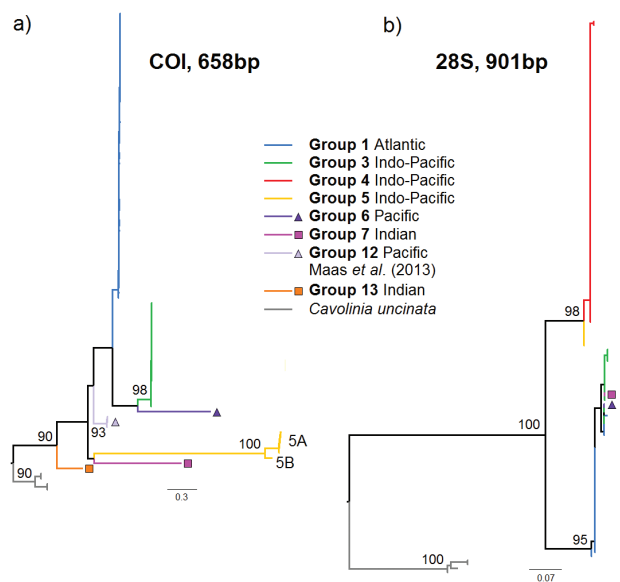 a)
COI, 658bp
b)
28S, 901bp
Group 1 Atlantic
Group 3 Indo-Pacific
Group 4 Indo-Pacific
Group 5 Indo-Pacific
Group 6 Pacific
Group 7 Indian
Group 12 Pacific
Maas et al. (2013)
Group 13 Indian
Cavolinia uncinata
98
98
93
90
100
5A
5B
90
0.3
100
95
100
0.07